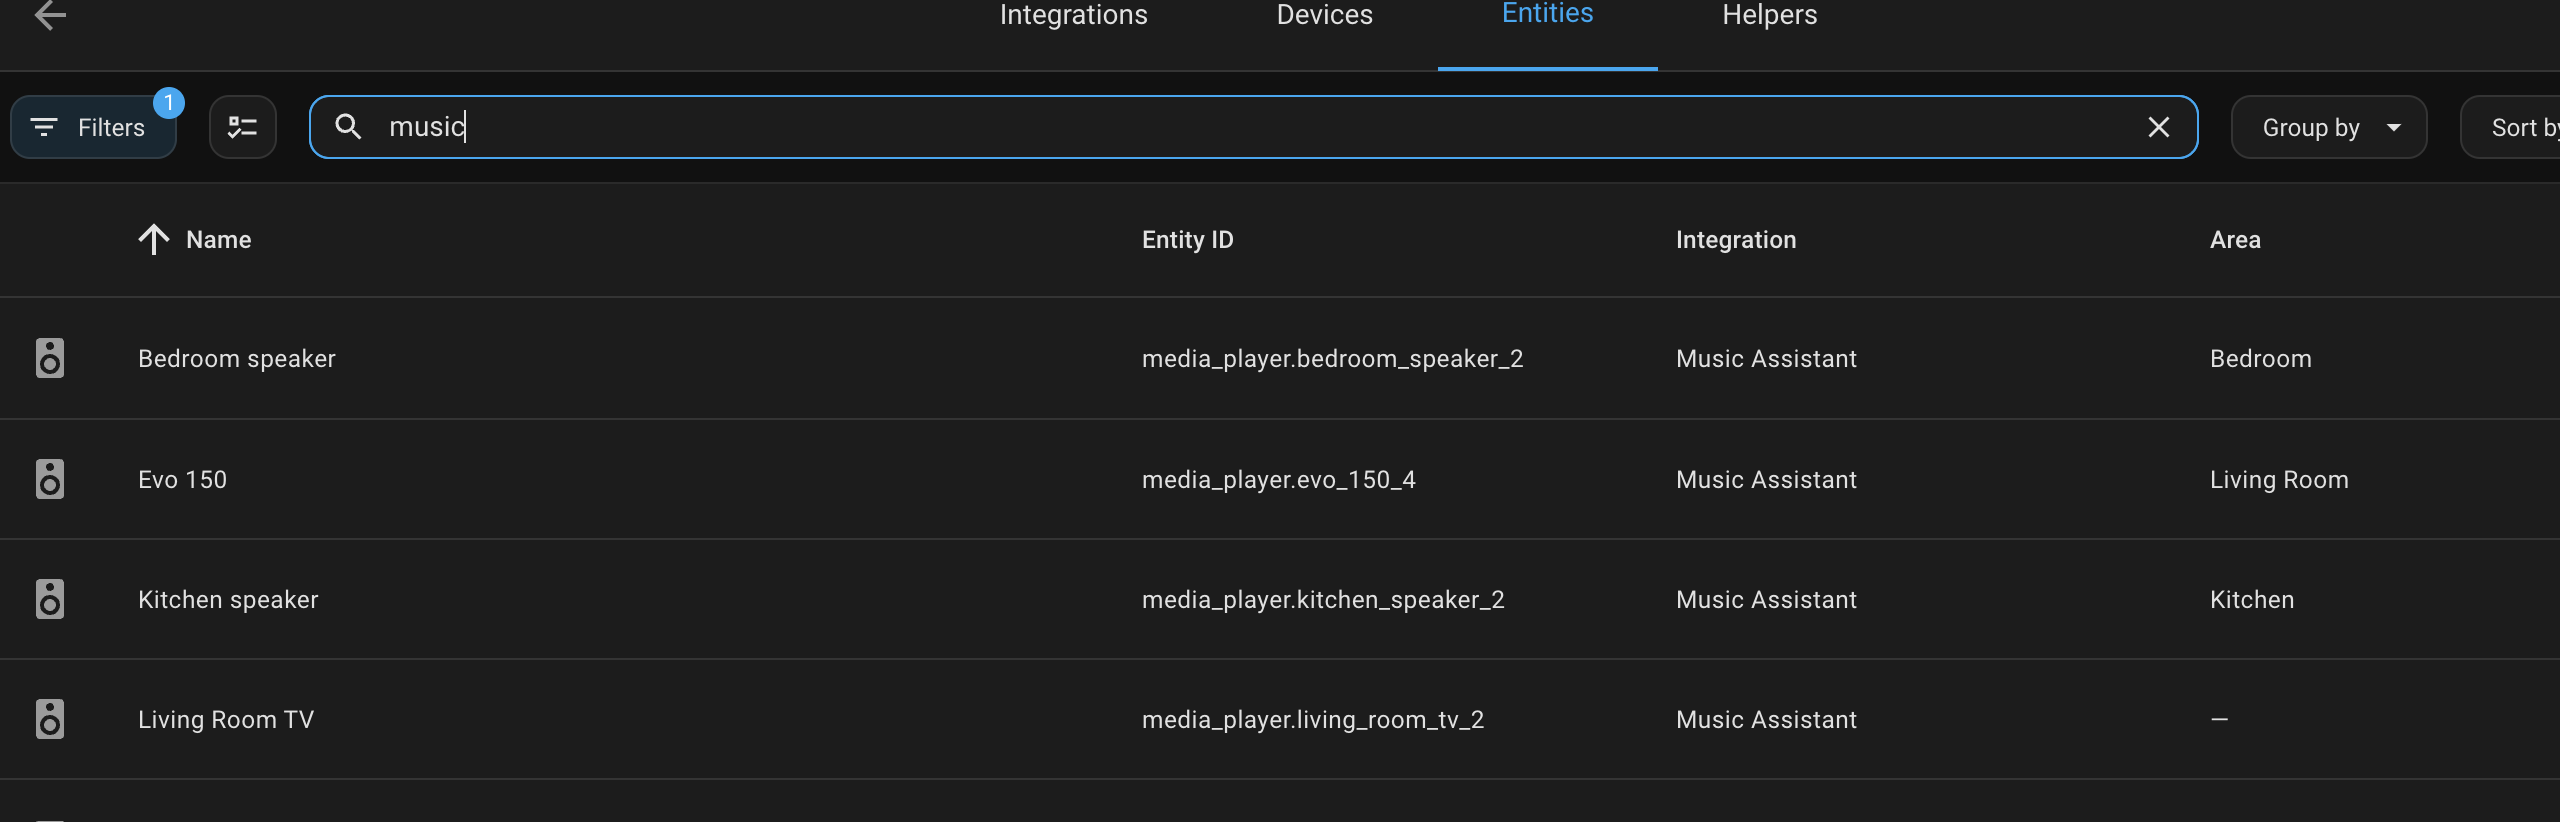 Integrations Devices Entities Helpers
1
Filters music Group by Sort by
Name Entity ID Integration Area
Bedroom speaker media_player.bedroom_speaker_2 Music Assistant Bedroom
Evo 150 media_player.evo_150_4 Music Assistant Living Room
Kitchen speaker media_player.kitchen_speaker_2 Music Assistant Kitchen
Living Room TV media_player.living_room_tv_2 Music Assistant —